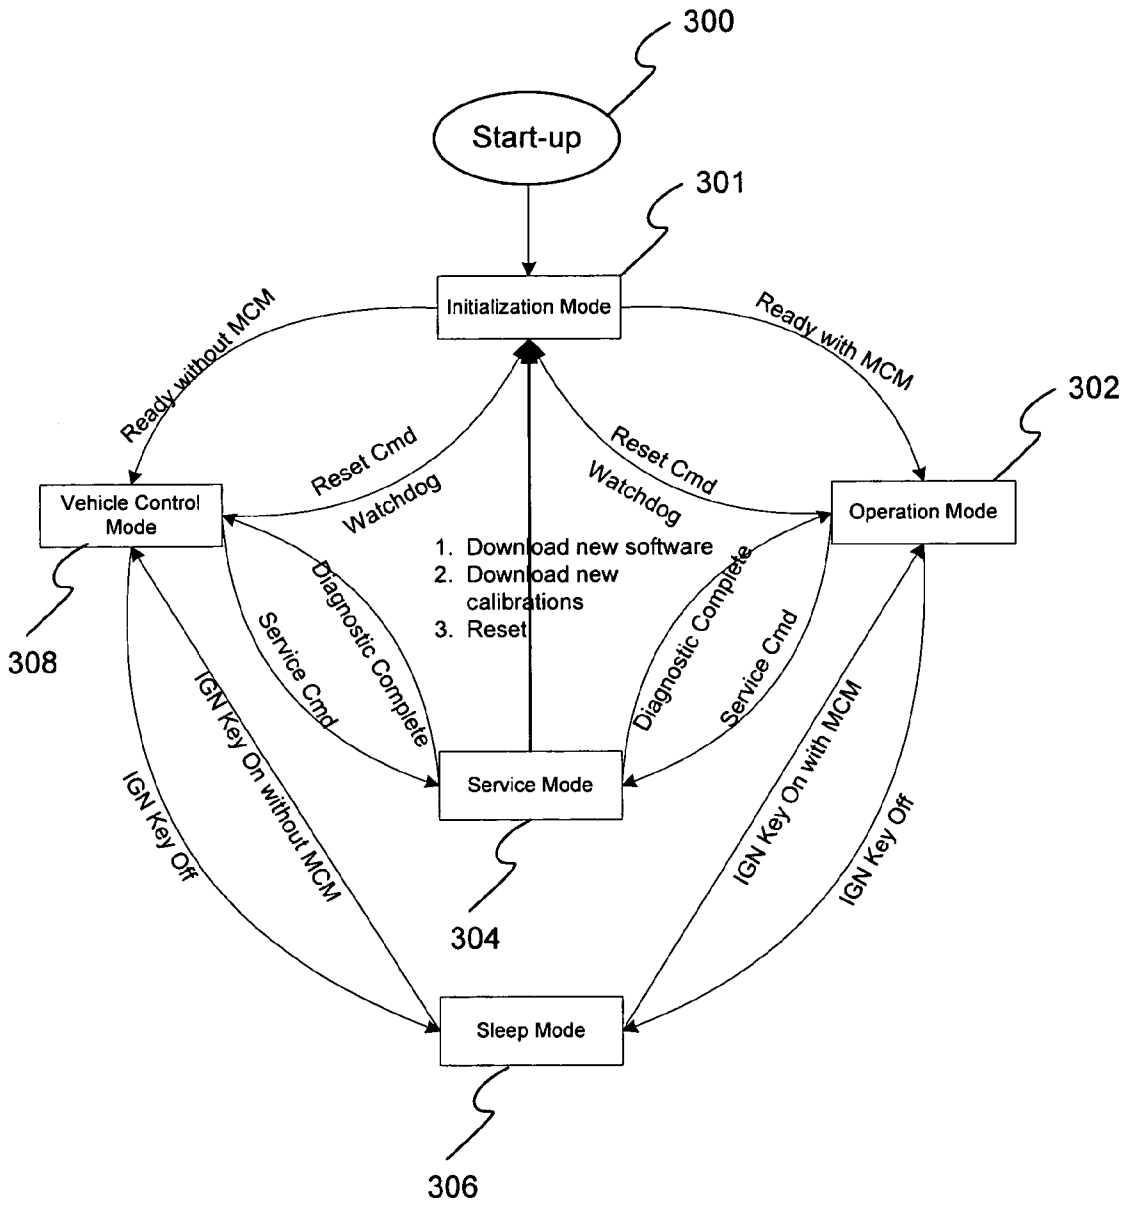 300
Start-up
301
Initialization Mode
Ready without MCM
Ready with MCM
302
Reset Cmd
Watchdog
Reset Cmd
Watchdog
Vehicle Control
Mode
Operation Mode
308
1. Download new software
2. Download new
calibrations
3. Reset
Diagnostic Complete
Service Cmd
Diagnostic Complete
Service Cmd
IGN Key On without MCM
IGN Key Off
Service Mode
IGN Key On with MCM
IGN Key Off
304
Sleep Mode
306